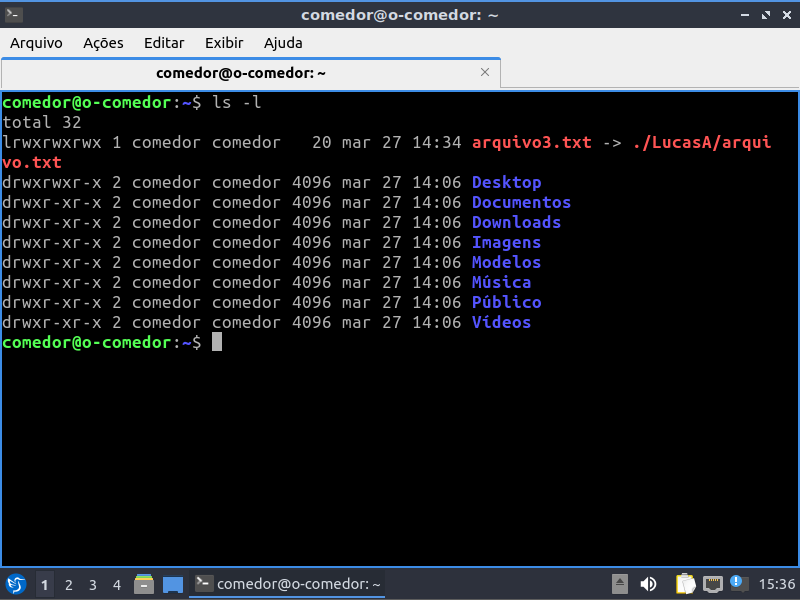 comedor@o-comedor: ~
Arquivo Ações Editar Exibir Ajuda
comedor@o-comedor: ~
comedor@o-comedor:~$ ls -l
total 32
lrwxrwxrwx 1 comedor comedor   20 mar 27 14:34 arquivo3.txt -> ./LucasA/arqui
vo.txt
drwxrwxr-x 2 comedor comedor 4096 mar 27 14:06 Desktop
drwxr-xr-x 2 comedor comedor 4096 mar 27 14:06 Documentos
drwxr-xr-x 2 comedor comedor 4096 mar 27 14:06 Downloads
drwxr-xr-x 2 comedor comedor 4096 mar 27 14:06 Imagens
drwxr-xr-x 2 comedor comedor 4096 mar 27 14:06 Modelos
drwxr-xr-x 2 comedor comedor 4096 mar 27 14:06 Música
drwxr-xr-x 2 comedor comedor 4096 mar 27 14:06 Público
drwxr-xr-x 2 comedor comedor 4096 mar 27 14:06 Vídeos
comedor@o-comedor:~$
1 2 3 4 comedor@o-comedor: ~ 15:36